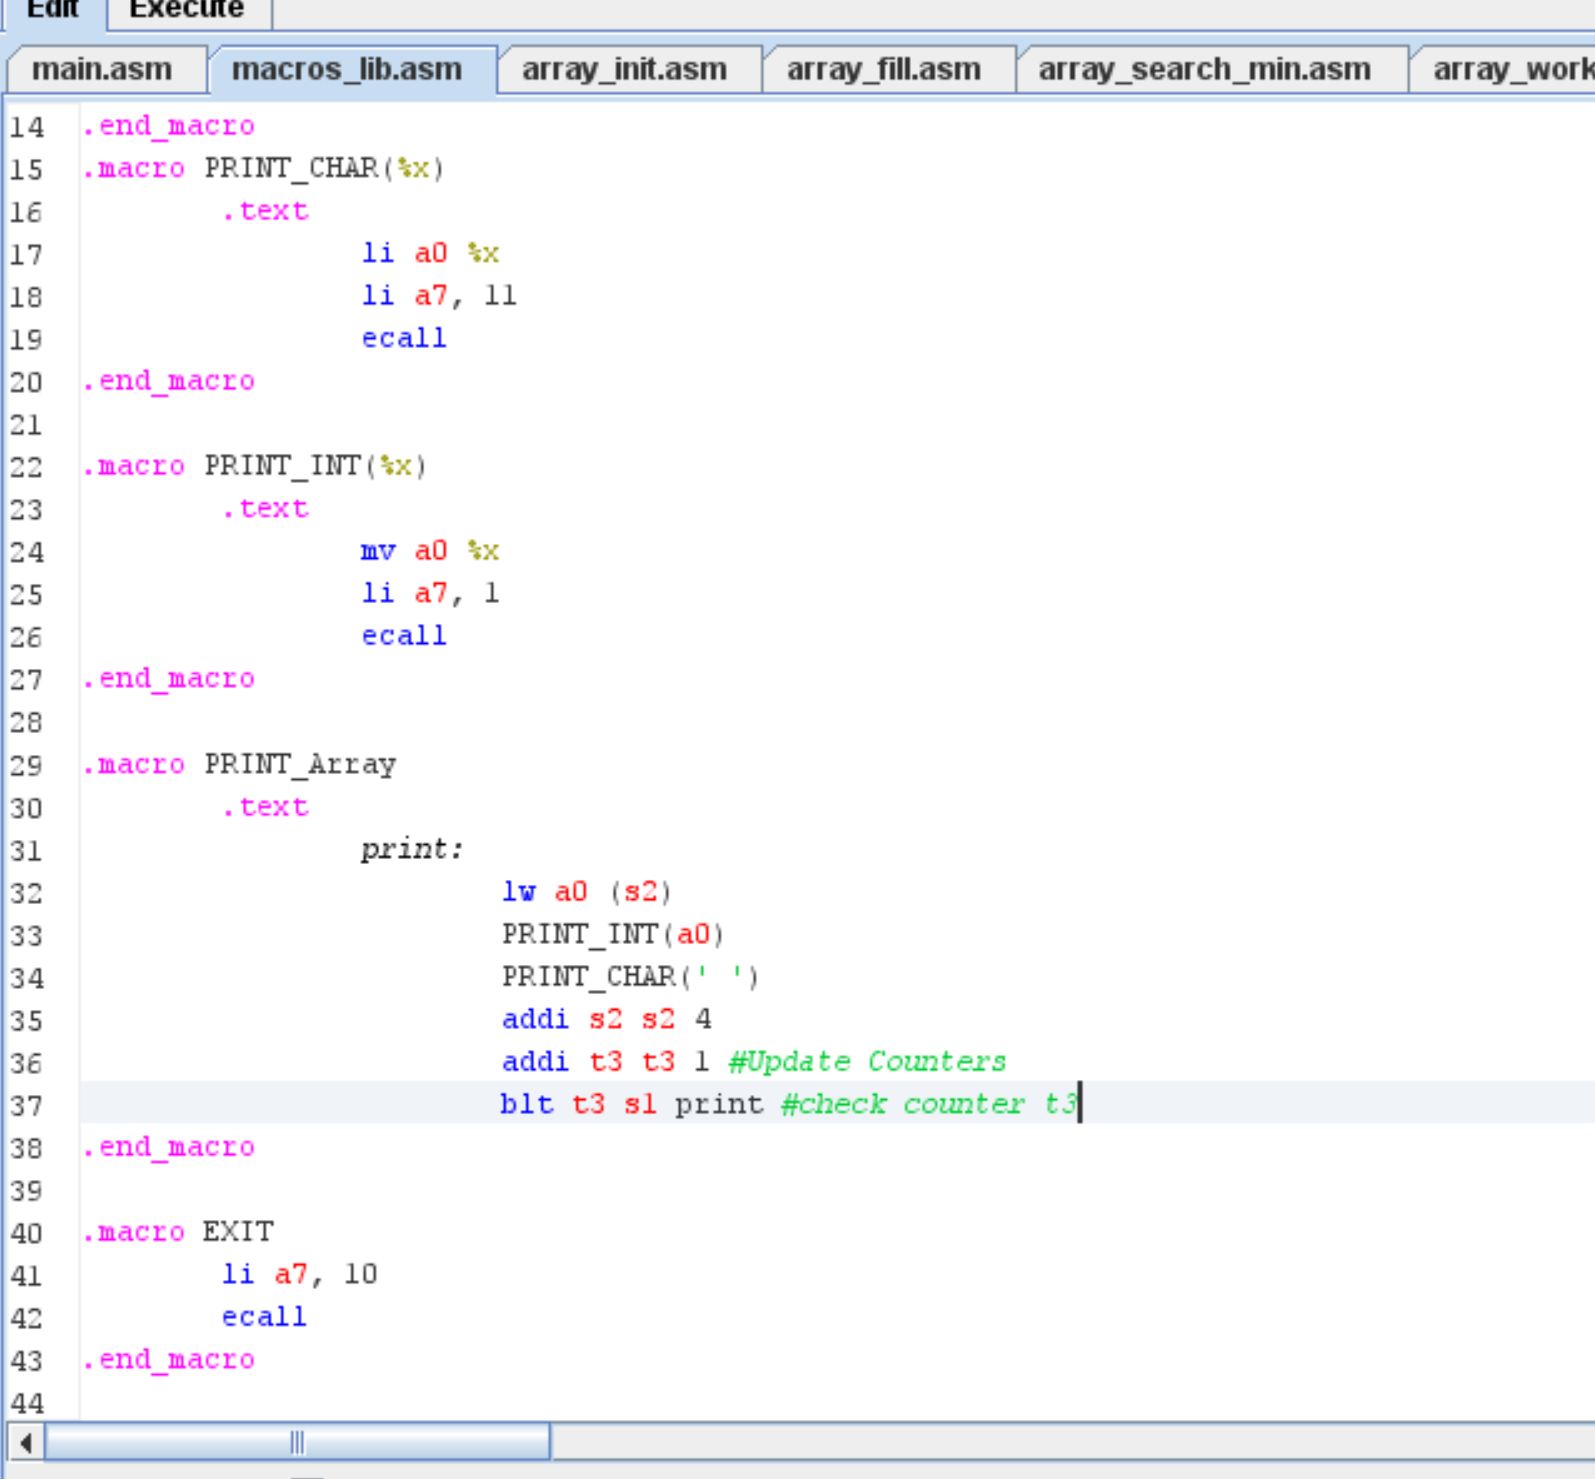 Edit Execute
main.asm macros_lib.asm array_init.asm array_fill.asm array_search_min.asm array_work
14 .end_macro
15 .macro PRINT_CHAR(%x)
16 .text
17 li a0 %x
18 li a7, 11
19 ecall
20 .end_macro
21
22 .macro PRINT_INT(%x)
23 .text
24 mv a0 %x
25 li a7, 1
26 ecall
27 .end_macro
28
29 .macro PRINT_Array
30 .text
31 print:
32 lw a0 (s2)
33 PRINT_INT(a0)
34 PRINT_CHAR(' ')
35 addi s2 s2 4
36 addi t3 t3 1 #Update Counters
37 blt t3 s1 print #check counter t3
38 .end_macro
39
40 .macro EXIT
41 li a7, 10
42 ecall
43 .end_macro
44